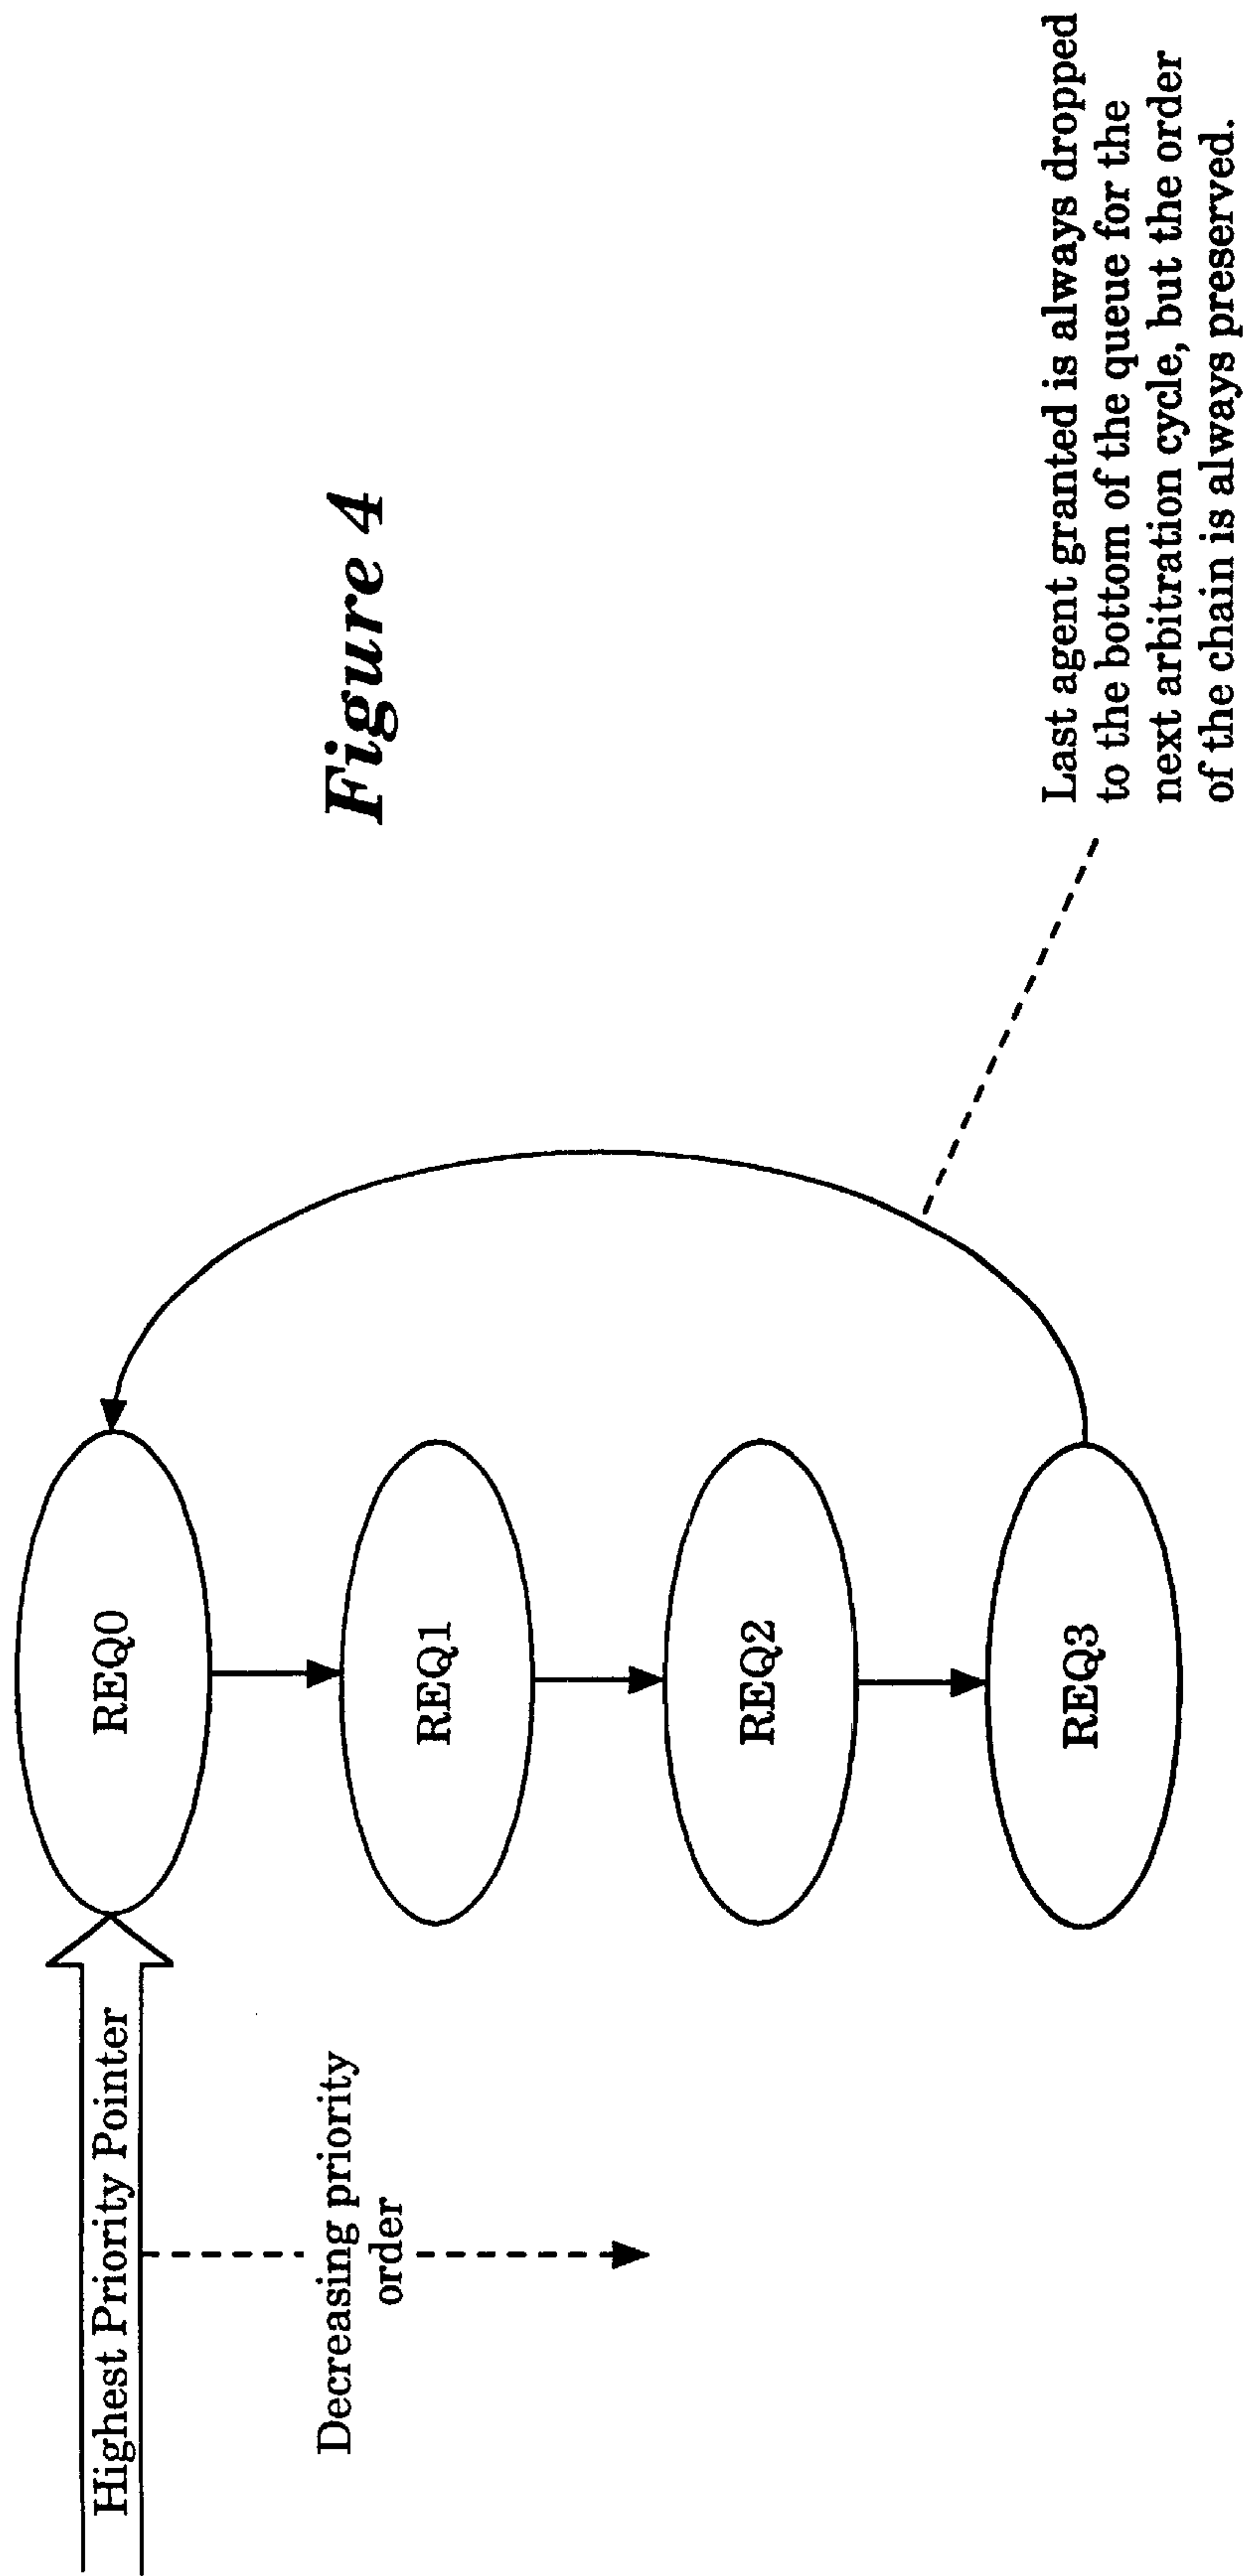 Highest Priority Pointer
Decreasing priority
order
REQ0
REQ1
REQ2
REQ3
Figure 4
Last agent granted is always dropped
to the bottom of the queue for the
next arbitration cycle, but the order
of the chain is always preserved.